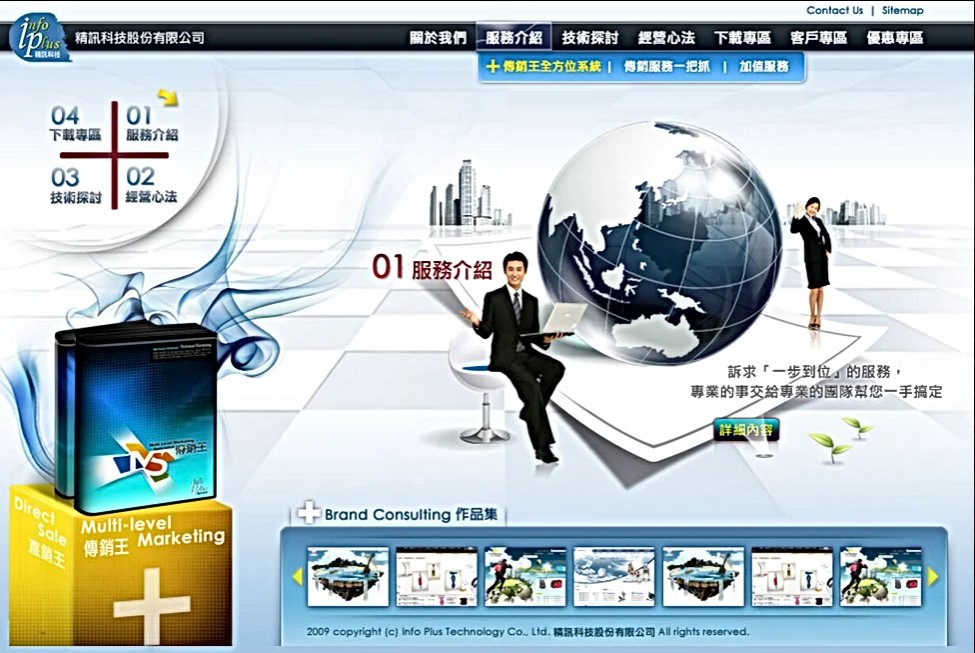 Contact Us | Sitemap
info
Plus
精訊科技
精訊科技股份有限公司
關於我們 服務介紹 技術探討 經營心法 下載專區 客戶專區 優惠專區
傳銷王全方位系統 | 傳銷服務一把抓 | 加值服務
04 01
下載專區 服務介紹
03 02
技術探討 經營心法
01 服務介紹
訴求「一步到位」的服務，
專業的事交給專業的團隊幫您一手搞定
詳細內容
Multi-Level Marketing
傳銷王
Direct
Sale
直銷王
Multi-level
傳銷王 Marketing
Brand Consulting 作品集
2009 copyright (c) Info Plus Technology Co., Ltd. 精訊科技股份有限公司 All rights reserved.